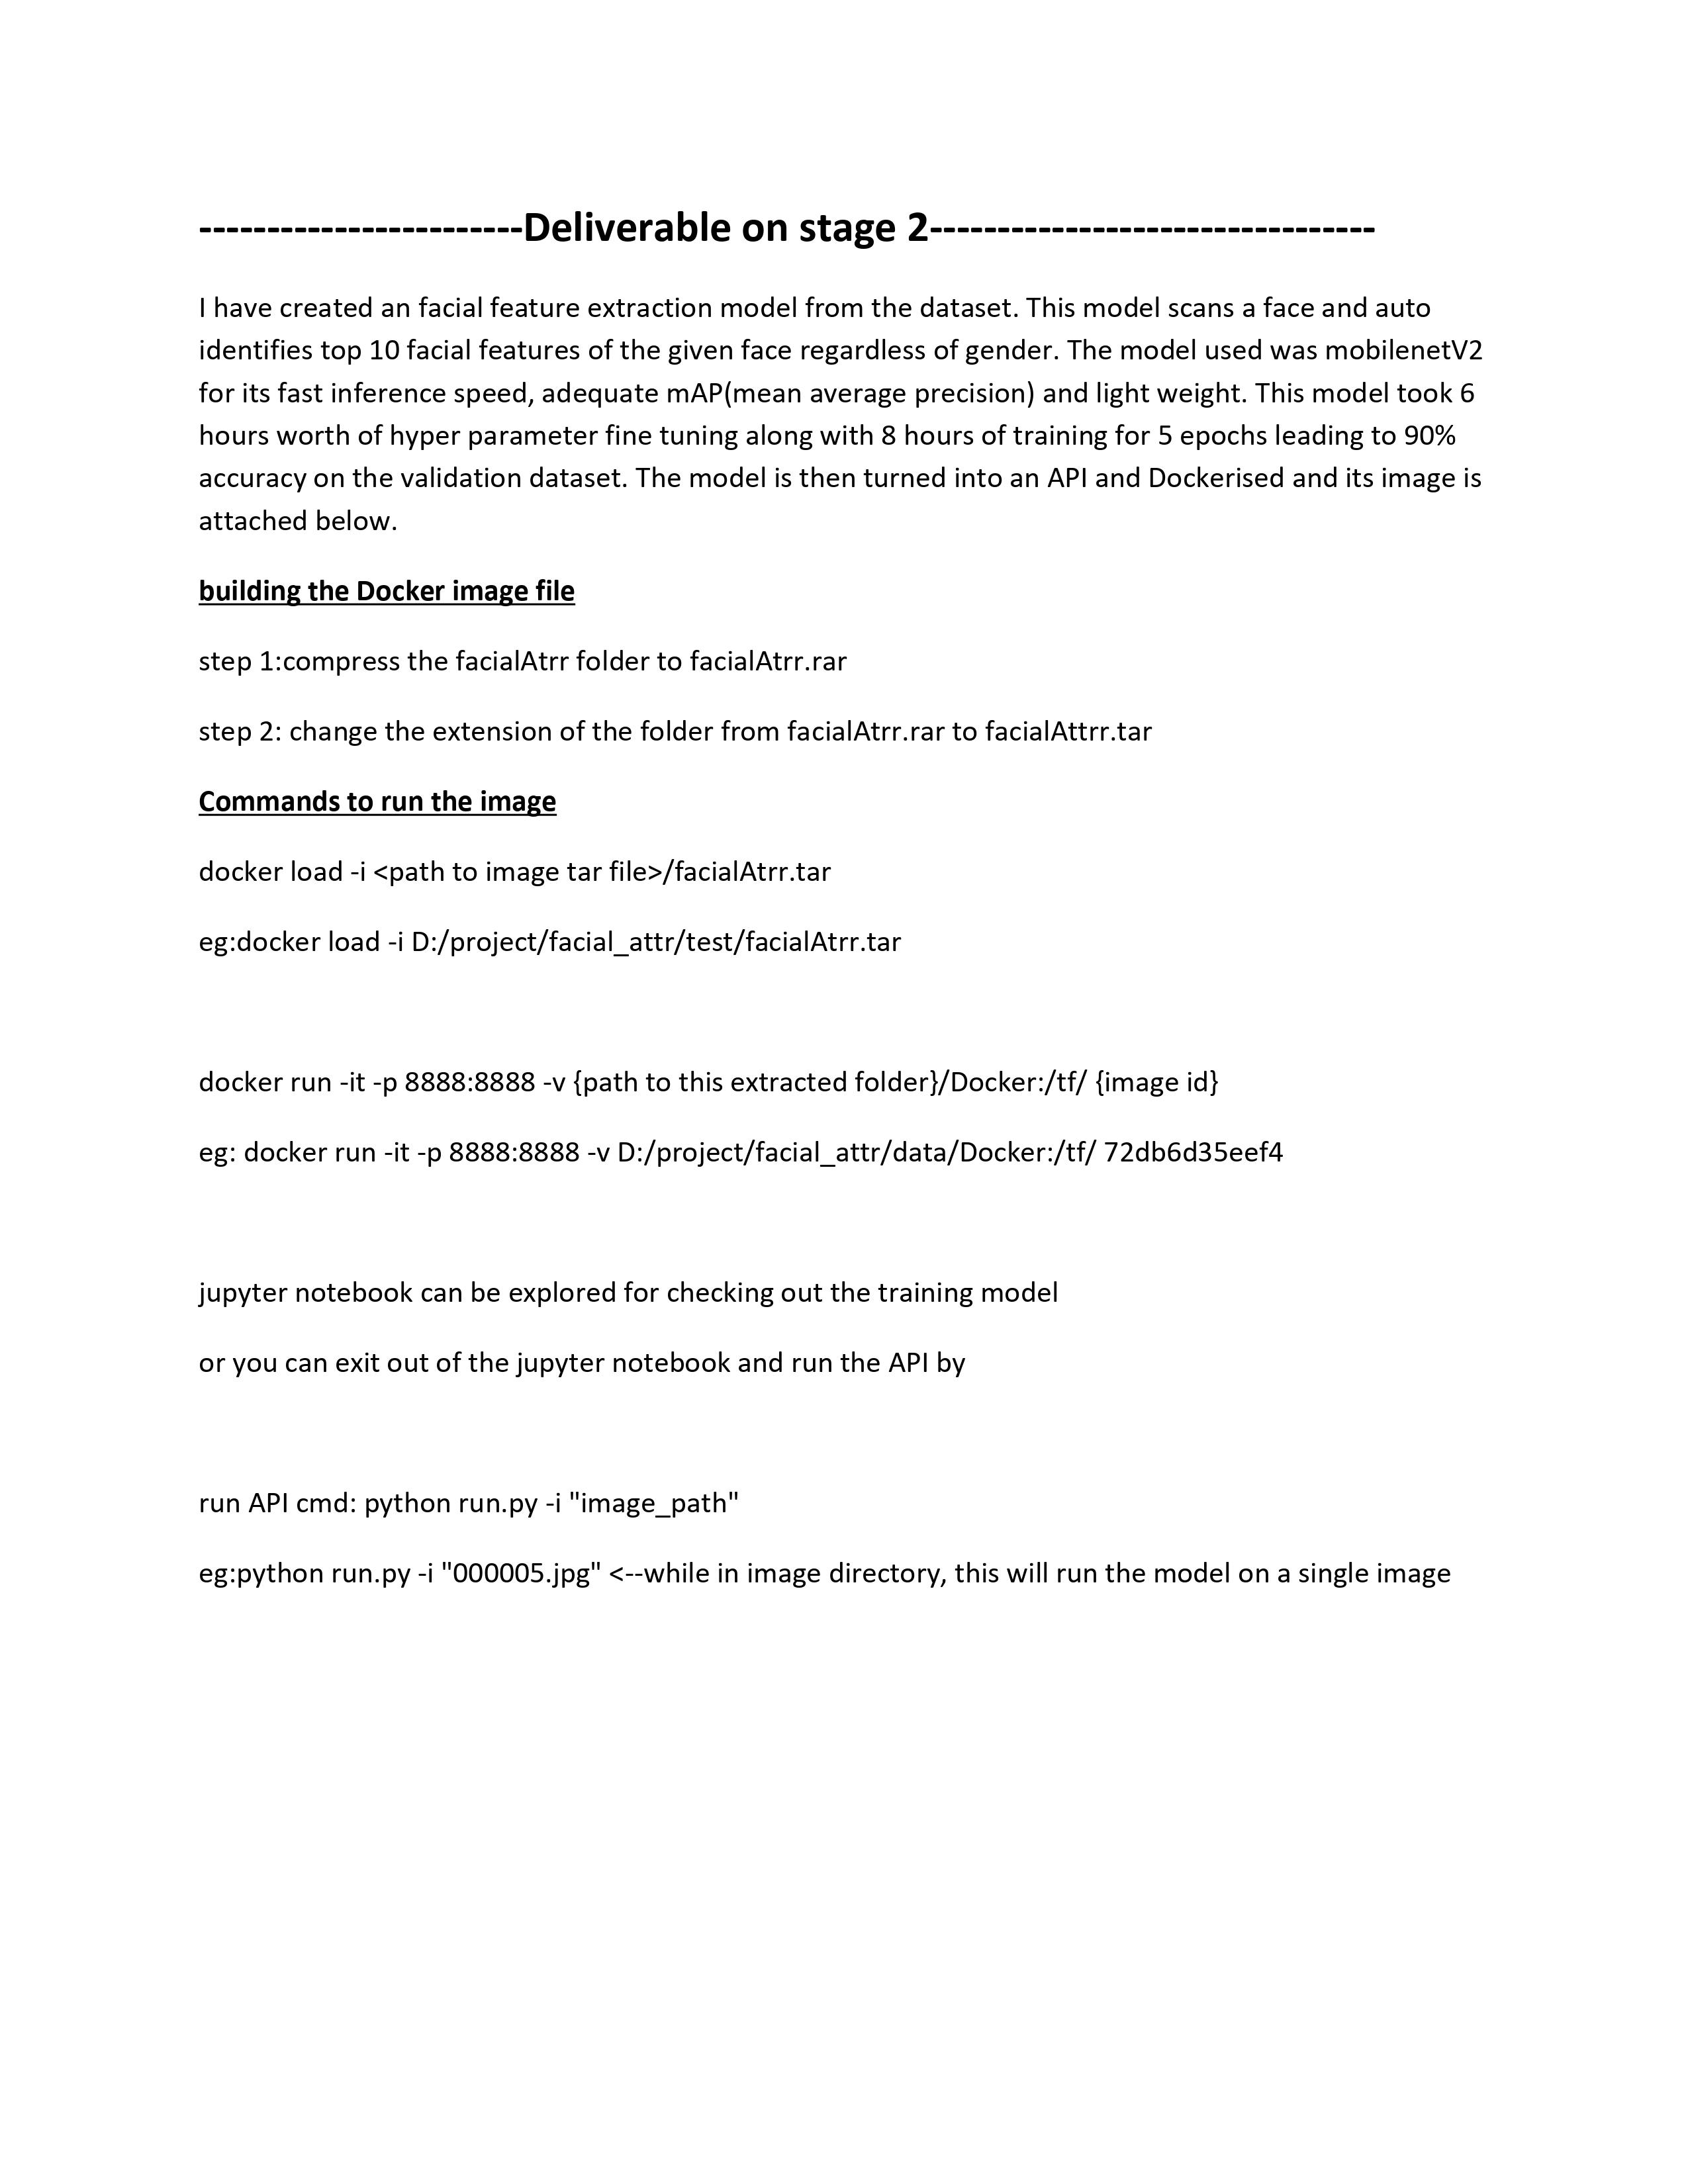 ------------------------Deliverable on stage 2---------------------------------
I have created an facial feature extraction model from the dataset. This model scans a face and auto
identifies top 10 facial features of the given face regardless of gender. The model used was mobilenetV2
for its fast inference speed, adequate mAP(mean average precision) and light weight. This model took 6
hours worth of hyper parameter fine tuning along with 8 hours of training for 5 epochs leading to 90%
accuracy on the validation dataset. The model is then turned into an API and Dockerised and its image is
attached below.
building the Docker image file
step 1:compress the facialAtrr folder to facialAtrr.rar
step 2: change the extension of the folder from facialAtrr.rar to facialAttrr.tar
Commands to run the image
docker load -i <path to image tar file>/facialAtrr.tar
eg:docker load -i D:/project/facial_attr/test/facialAtrr.tar
docker run -it -p 8888:8888 -v {path to this extracted folder}/Docker:/tf/ {image id}
eg: docker run -it -p 8888:8888 -v D:/project/facial_attr/data/Docker:/tf/ 72db6d35eef4
jupyter notebook can be explored for checking out the training model
or you can exit out of the jupyter notebook and run the API by
run API cmd: python run.py -i "image_path"
eg:python run.py -i "000005.jpg" <--while in image directory, this will run the model on a single image